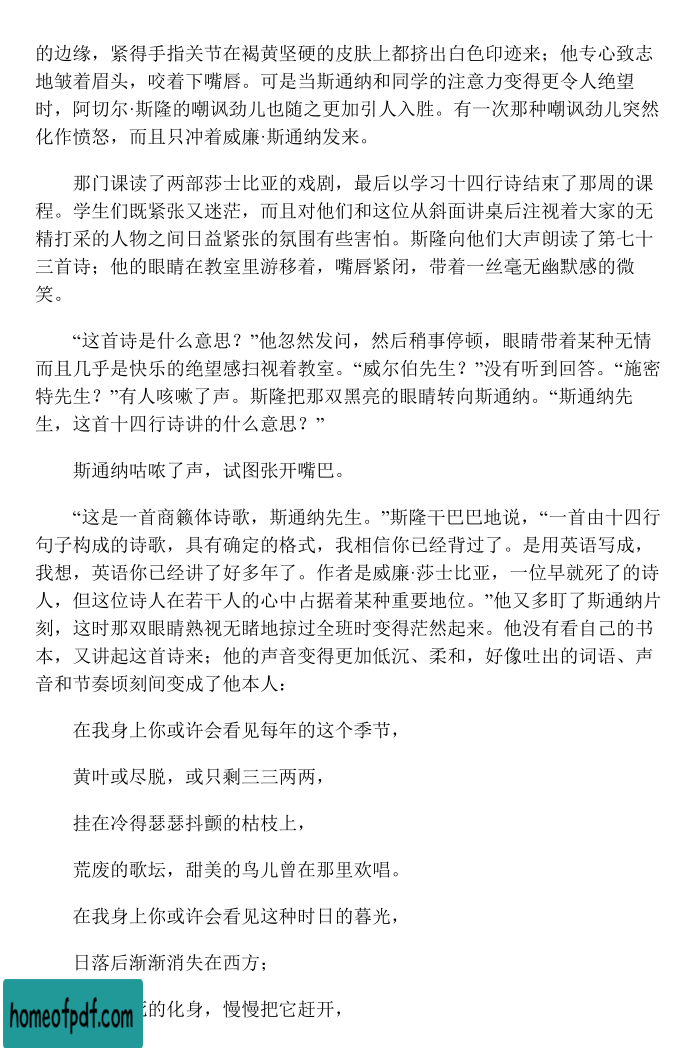 的边缘，紧得手指关节在褐黄坚硬的皮肤上都挤出白色印迹来；他专心致志
地皱着眉头，咬着下嘴唇。可是当斯通纳和同学的注意力变得更令人绝望
时，阿切尔·斯隆的嘲讽劲儿也随之更加引人入胜。有一次那种嘲讽劲儿突然
化作愤怒，而且只冲着威廉·斯通纳发来。
那门课读了两部莎士比亚的戏剧，最后以学习十四行诗结束了那周的课
程。学生们既紧张又迷茫，而且对他们和这位从斜面讲桌后注视着大家的无
精打采的人物之间日益紧张的氛围有些害怕。斯隆向他们大声朗读了第七十
三首诗；他的眼睛在教室里游移着，嘴唇紧闭，带着一丝毫无幽默感的微
笑。
“这首诗是什么意思？”他忽然发问，然后稍事停顿，眼睛带着某种无情
而且几乎是快乐的绝望感扫视着教室。“威尔伯先生？”没有听到回答。“施密
特先生？”有人咳嗽了声。斯隆把那双黑亮的眼睛转向斯通纳。“斯通纳先
生，这首十四行诗讲的什么意思？”
斯通纳咕哝了声，试图张开嘴巴。
“这是一首商籁体诗歌，斯通纳先生。”斯隆干巴巴地说，“一首由十四行
句子构成的诗歌，具有确定的格式，我相信你已经背过了。是用英语写成，
我想，英语你已经讲了好多年了。作者是威廉·莎士比亚，一位早就死了的诗
人，但这位诗人在若干人的心中占据着某种重要地位。”他又多盯了斯通纳片
刻，这时那双眼睛熟视无睹地掠过全班时变得茫然起来。他没有看自己的书
本，又讲起这首诗来；他的声音变得更加低沉、柔和，好像吐出的词语、声
音和节奏顷刻间变成了他本人：
在我身上你或许会看见每年的这个季节，
黄叶或尽脱，或只剩三三两两，
挂在冷得瑟瑟抖颤的枯枝上，
荒废的歌坛，甜美的鸟儿曾在那里欢唱。
在我身上你或许会看见这种时日的暮光，
日落后渐渐消失在西方；
的化身，慢慢把它赶开，
homeofpdf.com